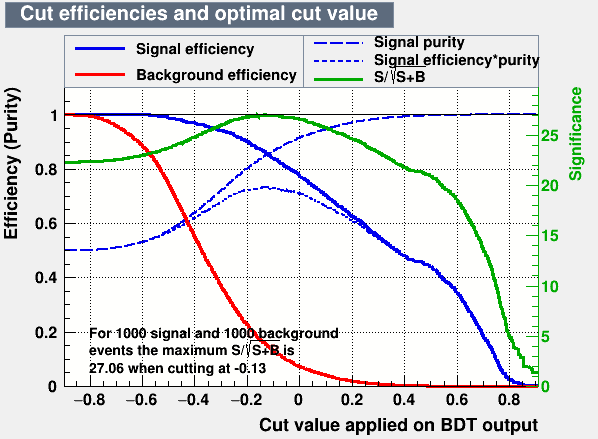 Cut efficiencies and optimal cut value
Signal efficiency
Background efficiency
Signal purity
Signal efficiency*purity
S/√S+B
Efficiency (Purity)
1
0.8
0.6
0.4
0.2
0
Significance
25
20
15
10
5
0
For 1000 signal and 1000 background
events the maximum S/√S+B is
27.06 when cutting at -0.13
−0.8 −0.6 −0.4 −0.2 0 0.2 0.4 0.6 0.8
Cut value applied on BDT output